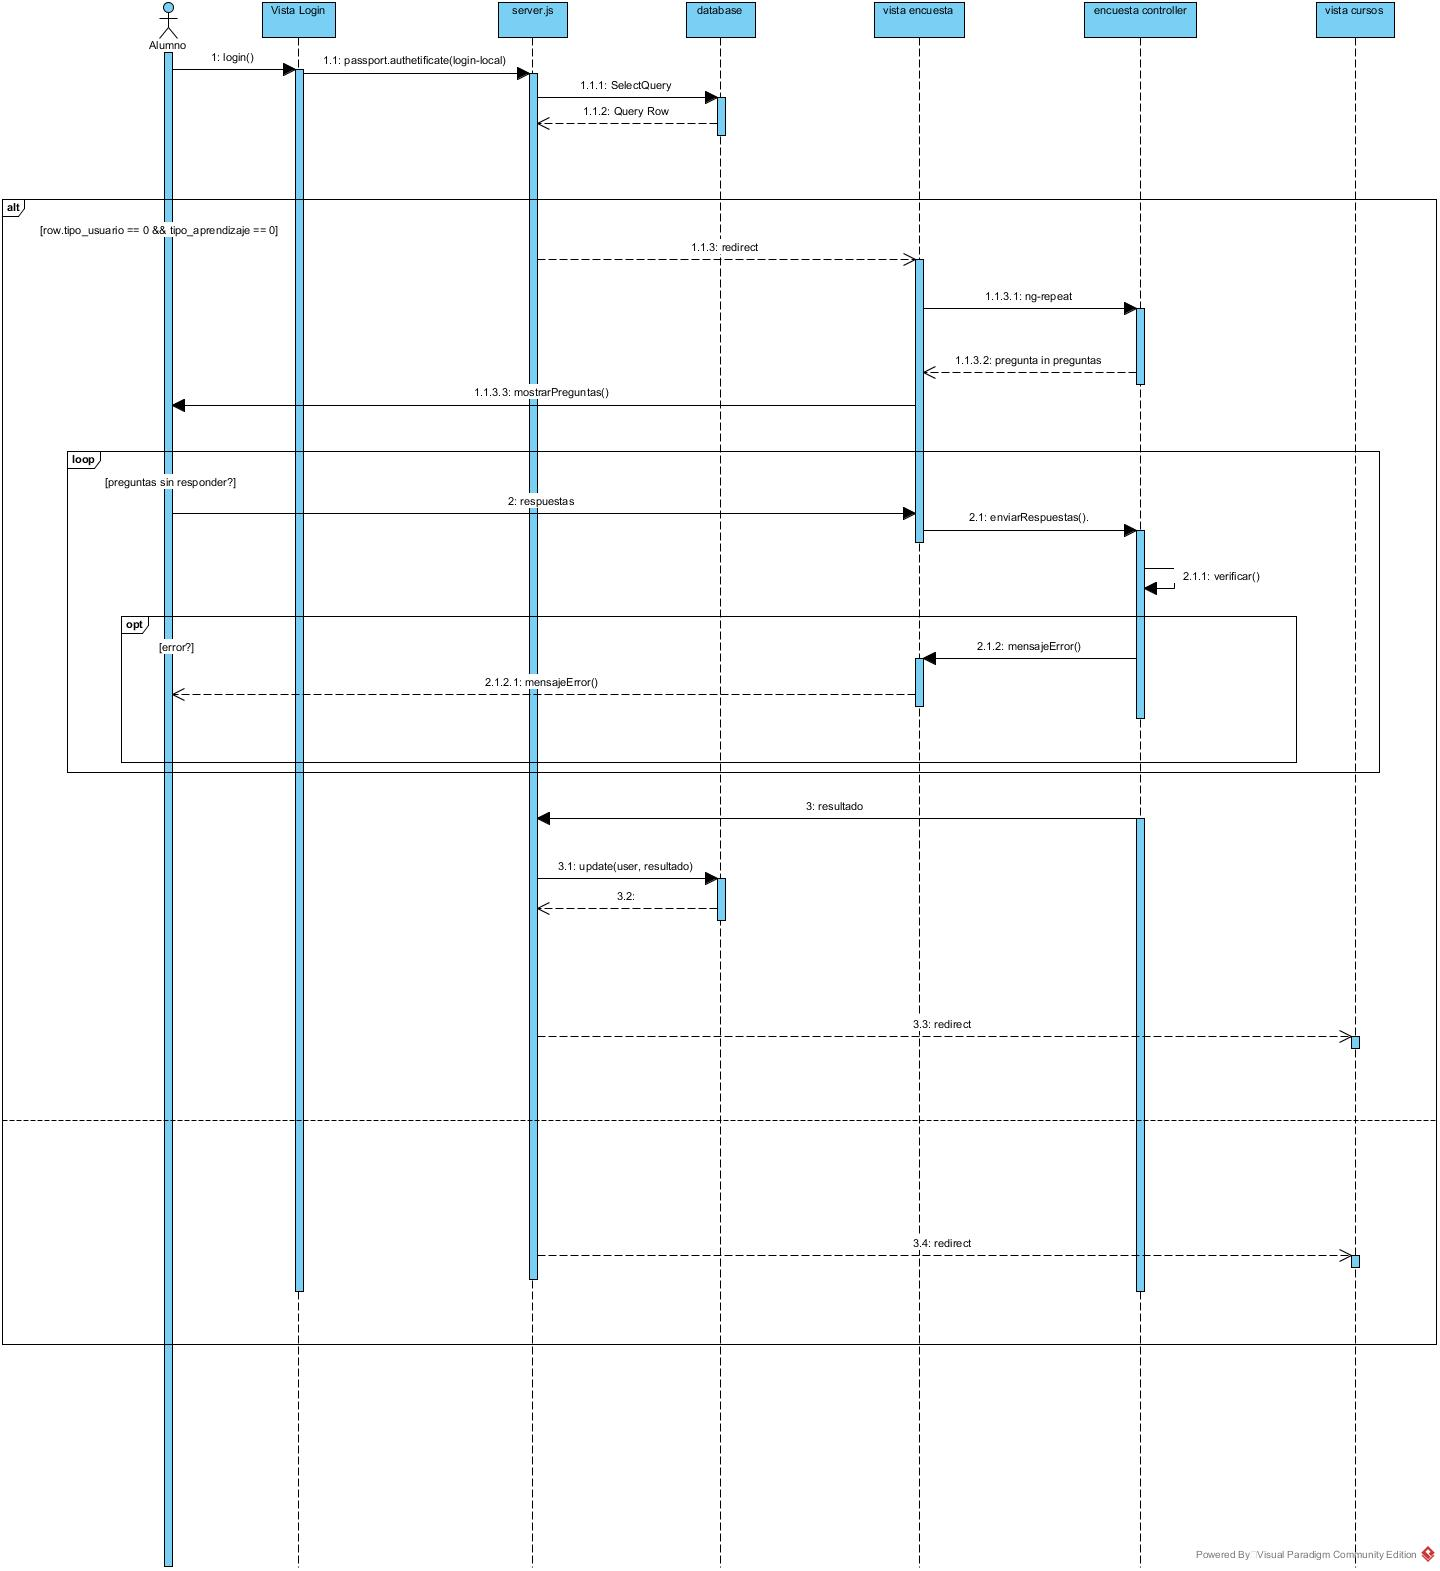 Alumno
Vista Login
server.js
database
vista encuesta
encuesta controller
vista cursos
1: login()
1.1: passport.authetificate(login-local)
1.1.1: SelectQuery
1.1.2: Query Row
alt
[row.tipo_usuario == 0 && tipo_aprendizaje == 0]
1.1.3: redirect
1.1.3.1: ng-repeat
1.1.3.2: pregunta in preguntas
1.1.3.3: mostrarPreguntas()
loop
[preguntas sin responder?]
2: respuestas
2.1: enviarRespuestas().
2.1.1: verificar()
opt
[error?]
2.1.2: mensajeError()
2.1.2.1: mensajeError()
3: resultado
3.1: update(user, resultado)
3.2:
3.3: redirect
3.4: redirect
Powered By Visual Paradigm Community Edition